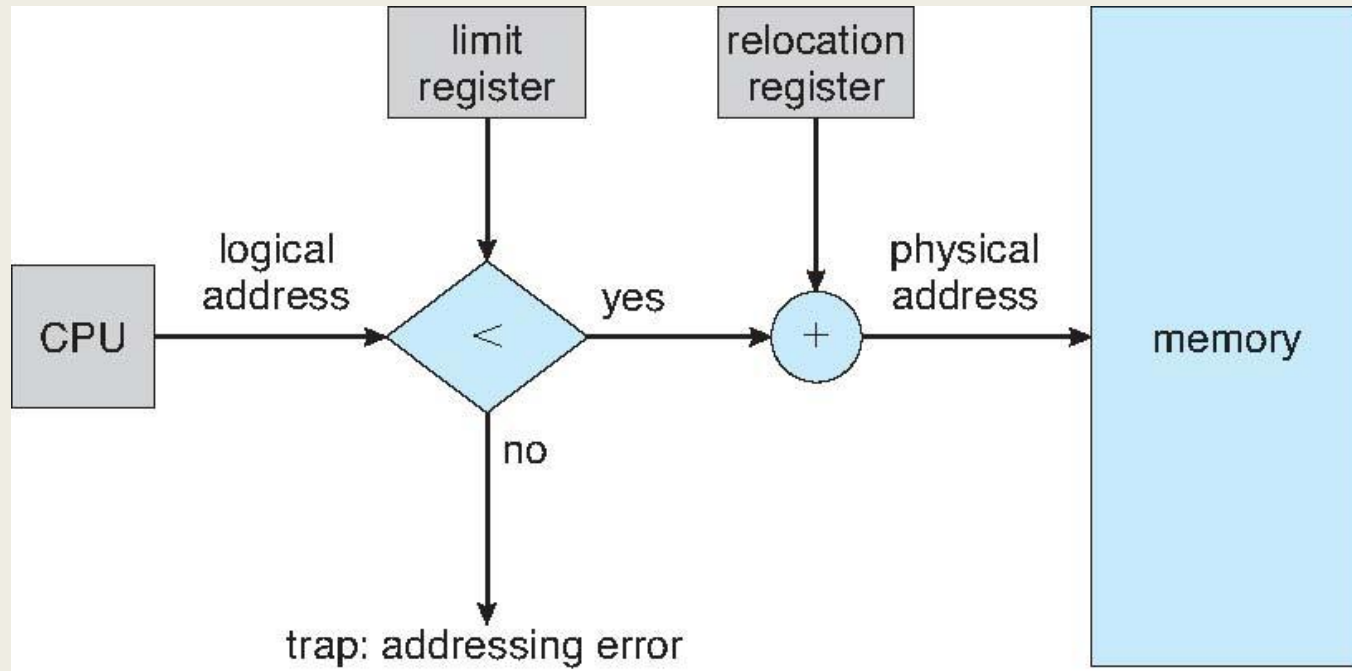 limit
register
relocation
register
logical
address
physical
address
CPU
<
yes
+
memory
no
trap: addressing error